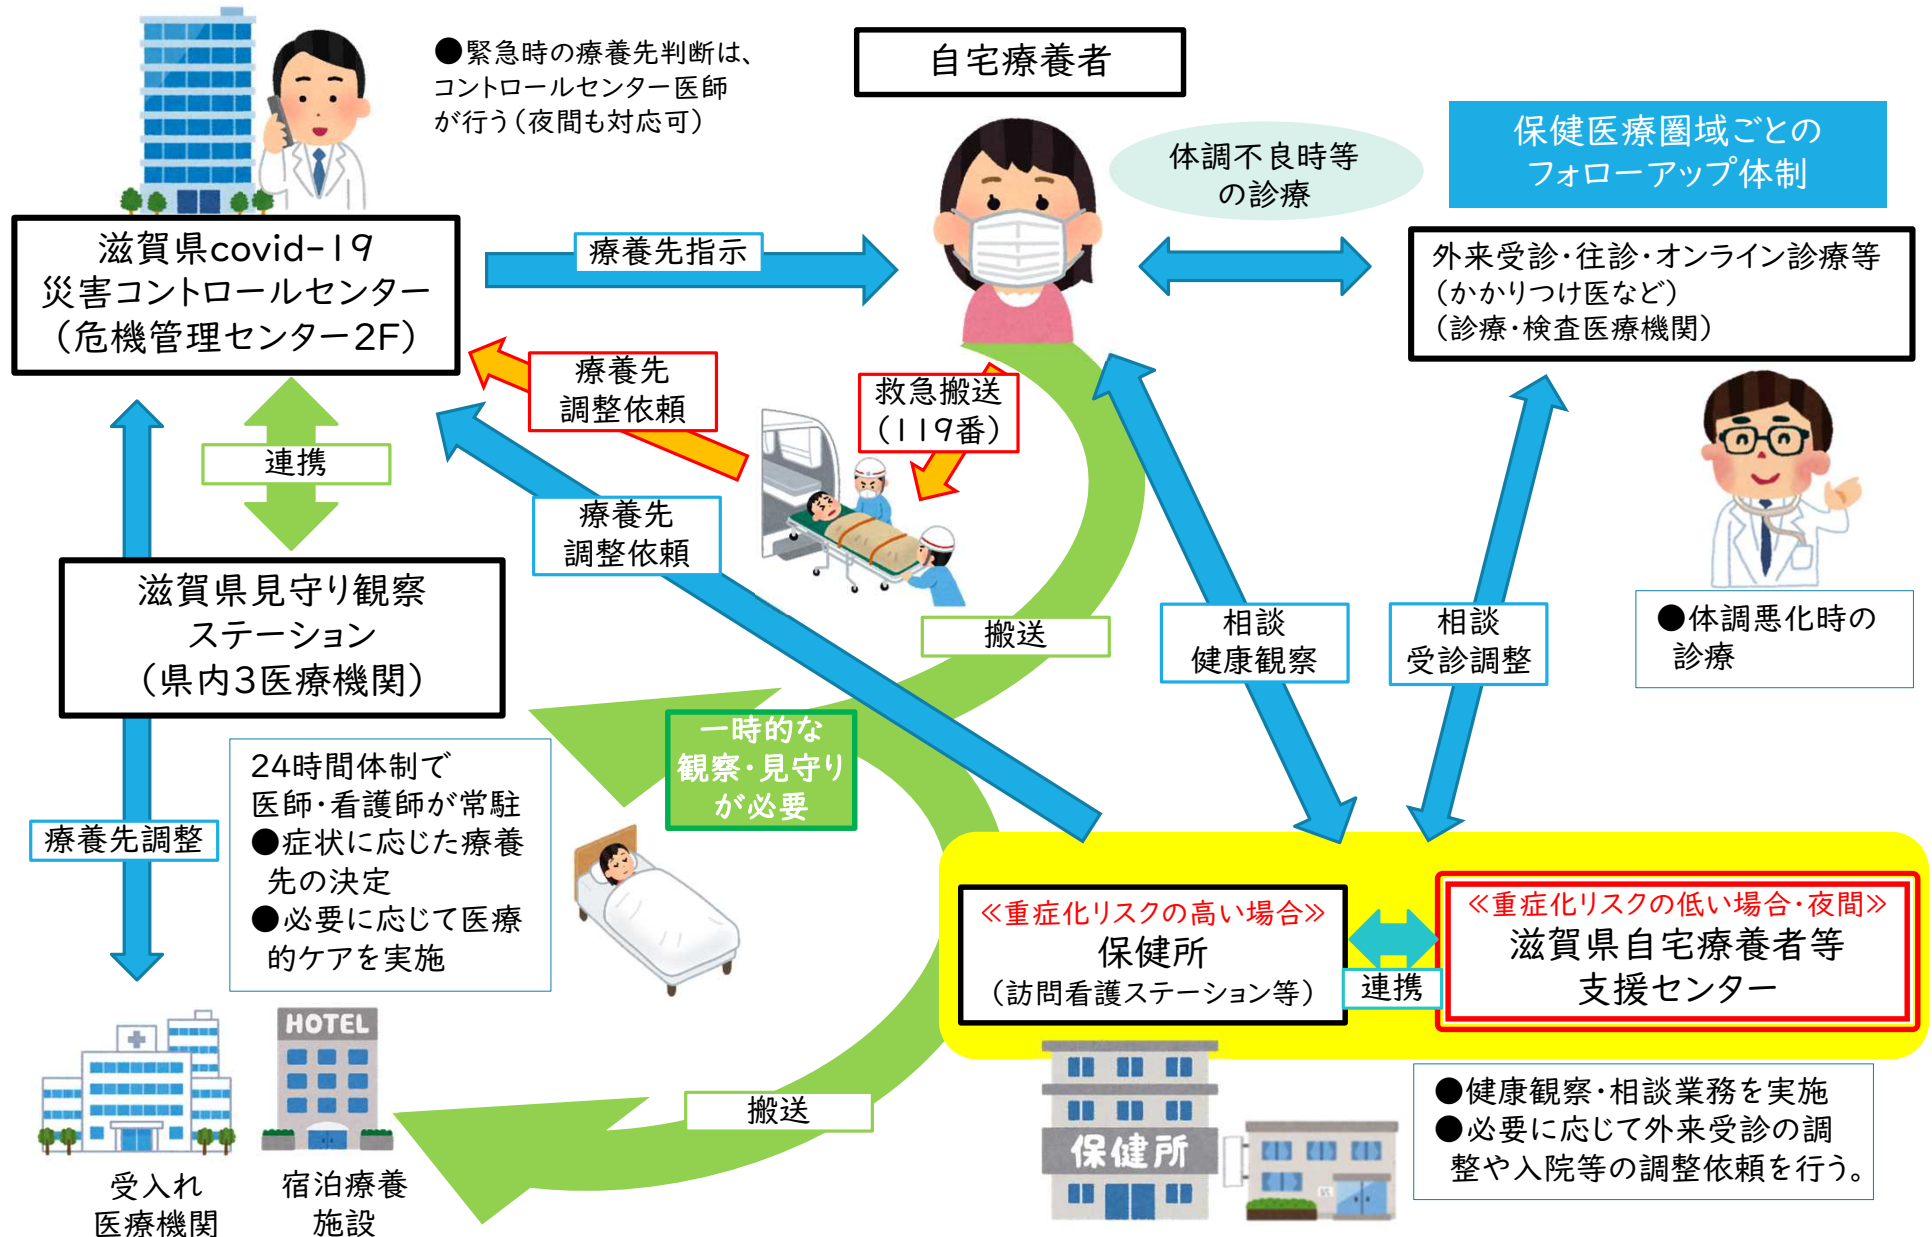 ●緊急時の療養先判断は、
コントロールセンター医師
が行う(夜間も対応可)
自宅療養者
体調不良時等
の診療
保健医療圏域ごとの
フォローアップ体制
滋賀県covid-19
災害コントロールセンター
(危機管理センター2F)
療養先指示
外来受診・往診・オンライン診療等
(かかりつけ医など)
(診療・検査医療機関)
療養先
調整依頼
救急搬送
(119番)
連携
療養先
調整依頼
滋賀県見守り観察
ステーション
(県内3医療機関)
搬送
相談
健康観察
相談
受診調整
●体調悪化時の
診療
一時的な
観察・見守り
が必要
24時間体制で
医師・看護師が常駐
●症状に応じた療養
先の決定
●必要に応じて医療
的ケアを実施
療養先調整
≪重症化リスクの高い場合≫
保健所
(訪問看護ステーション等)
連携
≪重症化リスクの低い場合・夜間≫
滋賀県自宅療養者等
支援センター
HOTEL
搬送
保健所
●健康観察・相談業務を実施
●必要に応じて外来受診の調
整や入院等の調整依頼を行う。
受入れ
医療機関
宿泊療養
施設